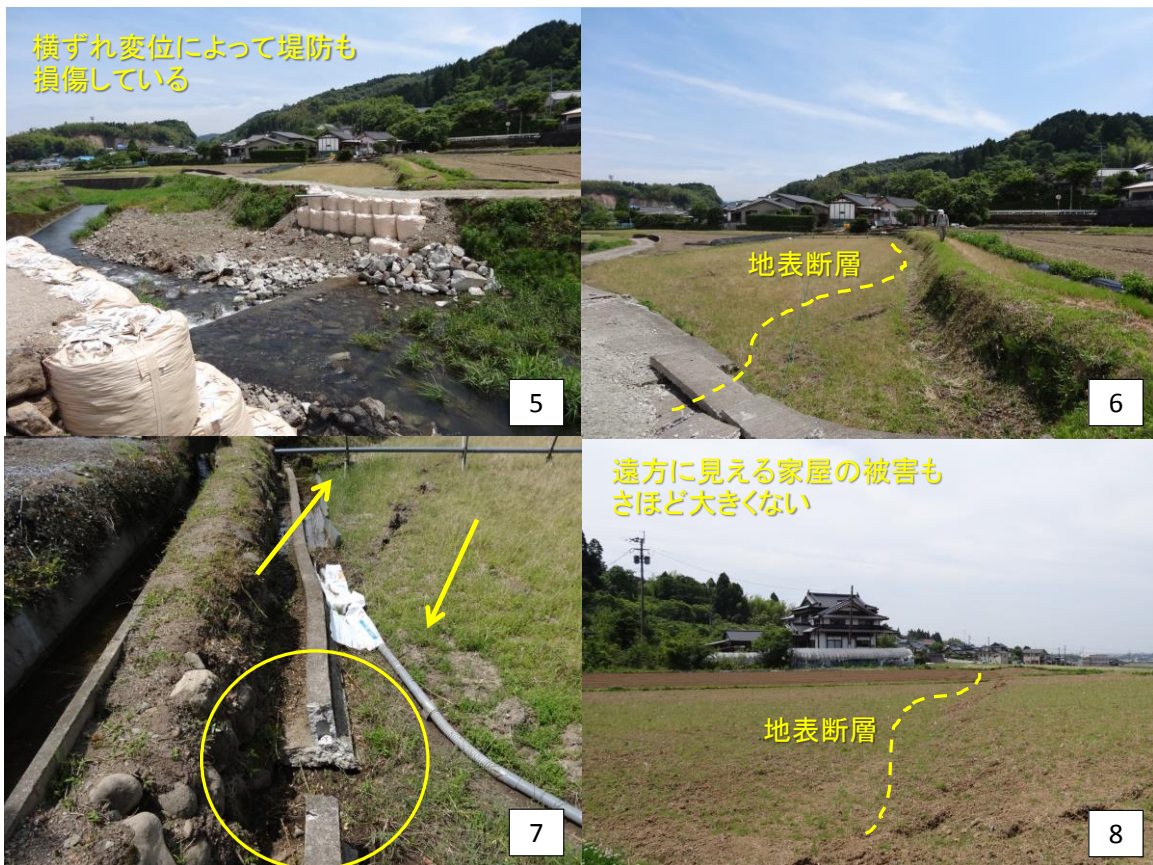 横ずれ変位によって堤防も
損傷している
5
地表断層
6
7
遠方に見える家屋の被害も
さほど大きくない
地表断層
8